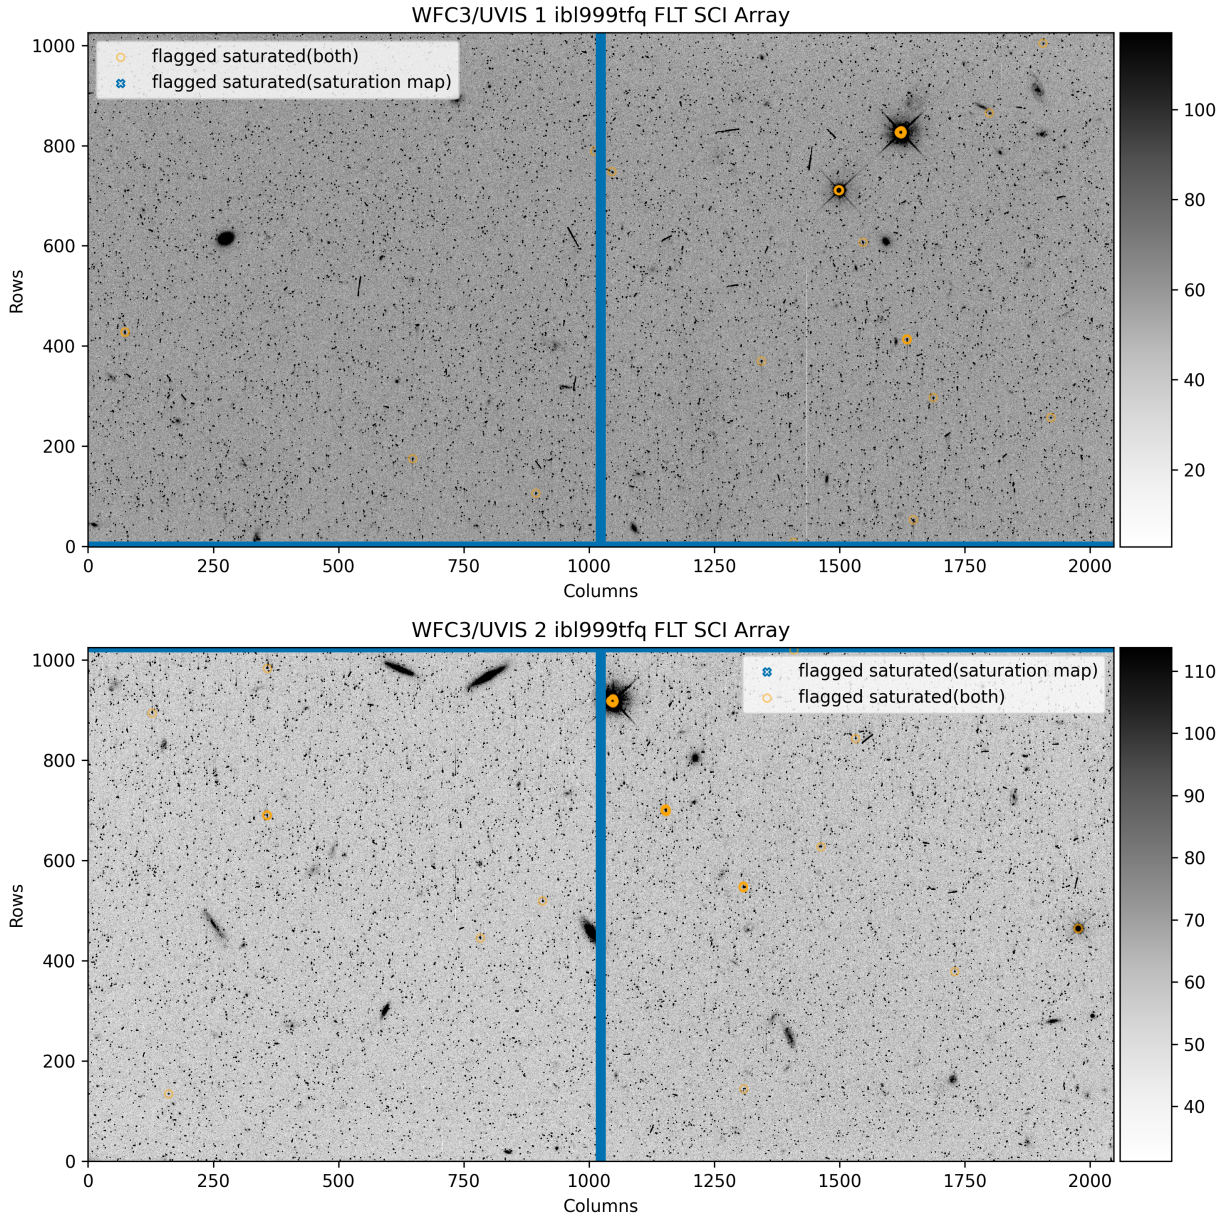 WFC3/UVIS 1 ibl999tfq FLT SCI Array
flagged saturated(both)
flagged saturated(saturation map)
Rows
1000
800
600
400
200
0
0 250 500 750 1000 1250 1500 1750 2000
Columns
100
80
60
40
20
WFC3/UVIS 2 ibl999tfq FLT SCI Array
flagged saturated(saturation map)
flagged saturated(both)
Rows
1000
800
600
400
200
0
0 250 500 750 1000 1250 1500 1750 2000
Columns
110
100
90
80
70
60
50
40